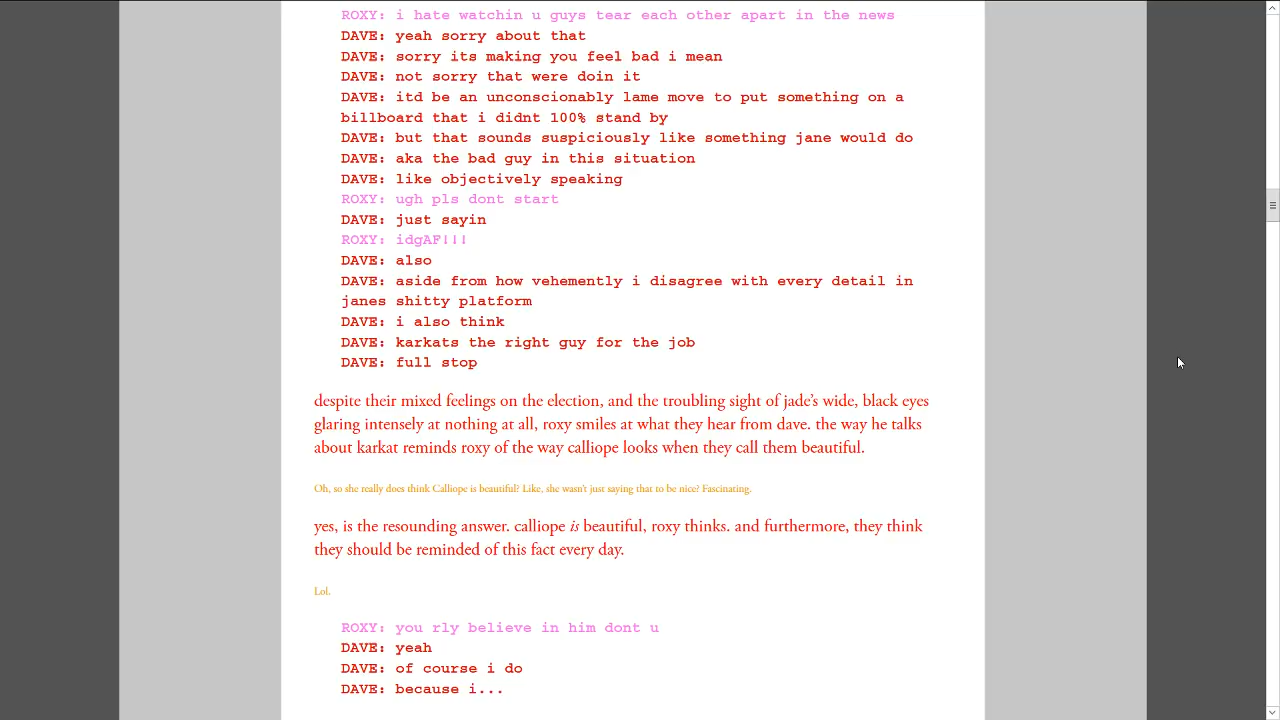 ROXY: i hate watchin u guys tear each other apart in the news
DAVE: yeah sorry about that
DAVE: sorry its making you feel bad i mean
DAVE: not sorry that were doin it
DAVE: itd be an unconscionably lame move to put something on a
billboard that i didnt 100% stand by
DAVE: but that sounds suspiciously like something jane would do
DAVE: aka the bad guy in this situation
DAVE: like objectively speaking
ROXY: ugh pls dont start
DAVE: just sayin
ROXY: idgAF!!!
DAVE: also
DAVE: aside from how vehemently i disagree with every detail in
janes shitty platform
DAVE: i also think
DAVE: karkats the right guy for the job
DAVE: full stop
despite their mixed feelings on the election, and the troubling sight of jade’s wide, black eyes
glaring intensely at nothing at all, roxy smiles at what they hear from dave. the way he talks
about karkat reminds roxy of the way calliope looks when they call them beautiful.
Oh, so she really does think Calliope is beautiful? Like, she wasn’t just saying that to be nice? Fascinating.
yes, is the resounding answer. calliope is beautiful, roxy thinks. and furthermore, they think
they should be reminded of this fact every day.
Lol.
ROXY: you rly believe in him dont u
DAVE: yeah
DAVE: of course i do
DAVE: because i...